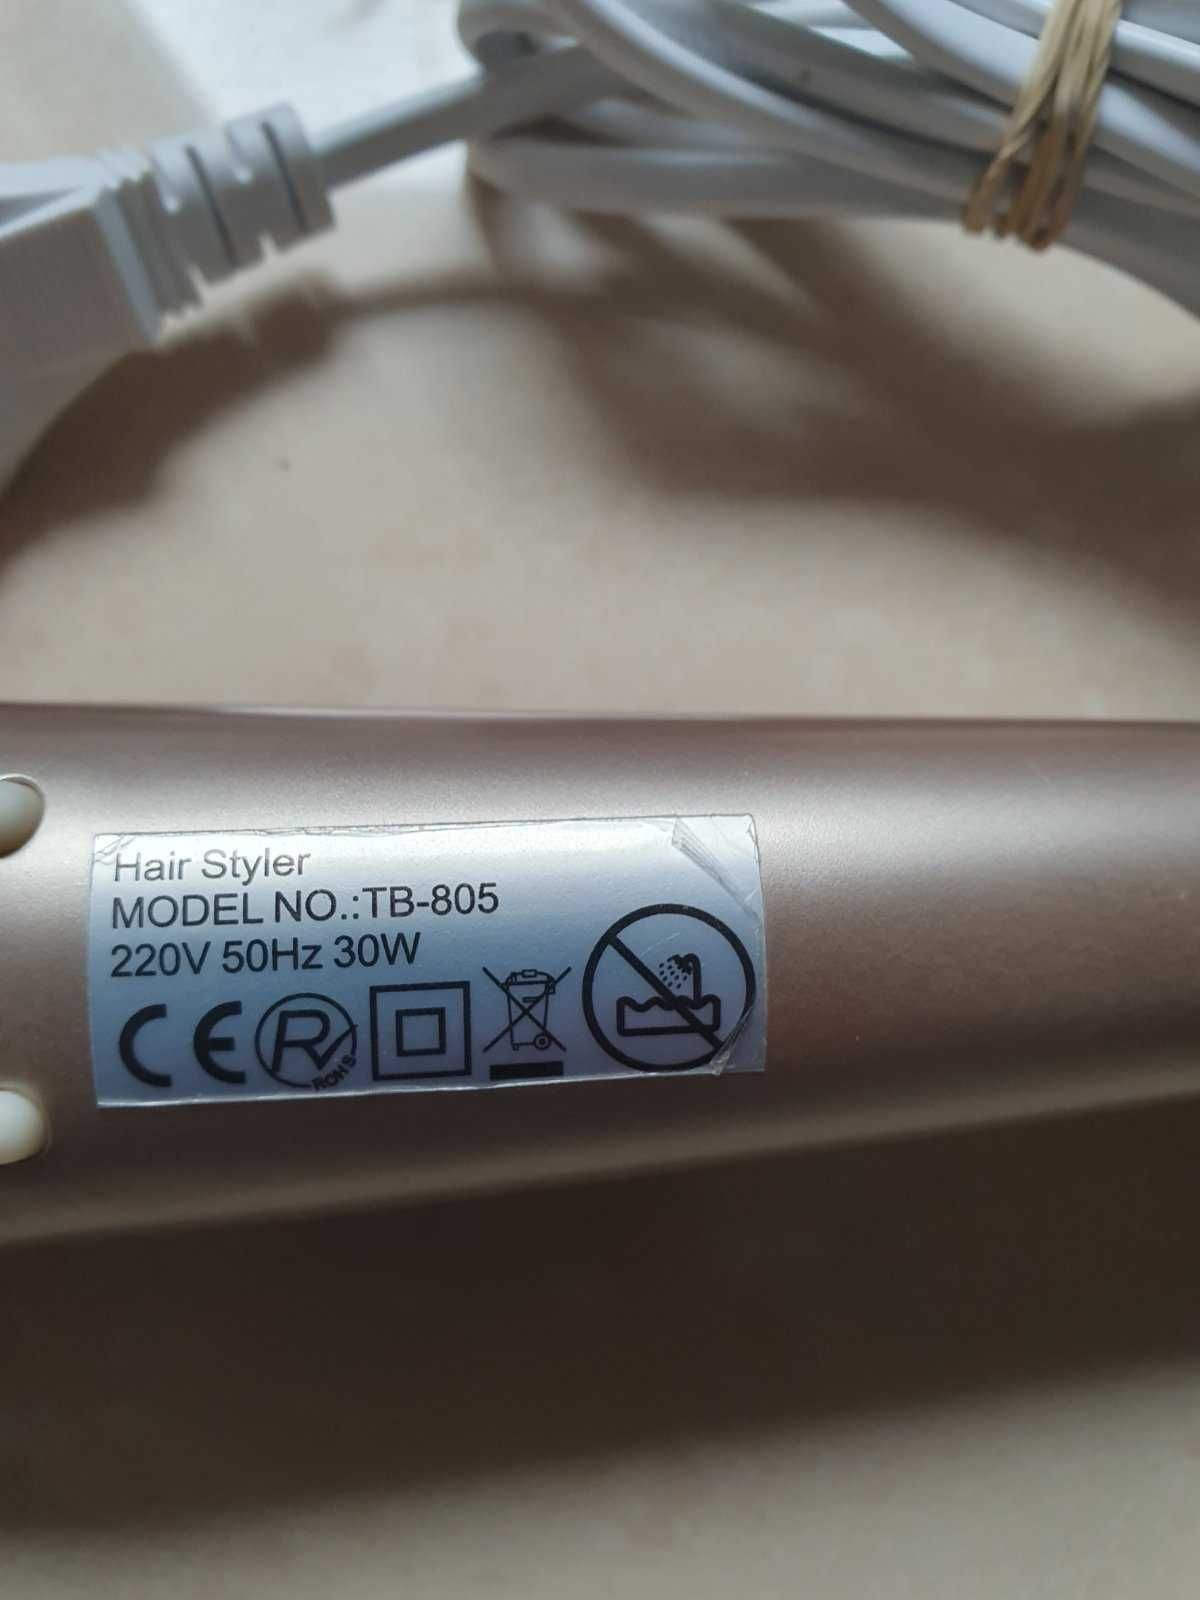 Hair Styler
MODEL NO.:TB-805
220V 50Hz 30W
CE R ROHS